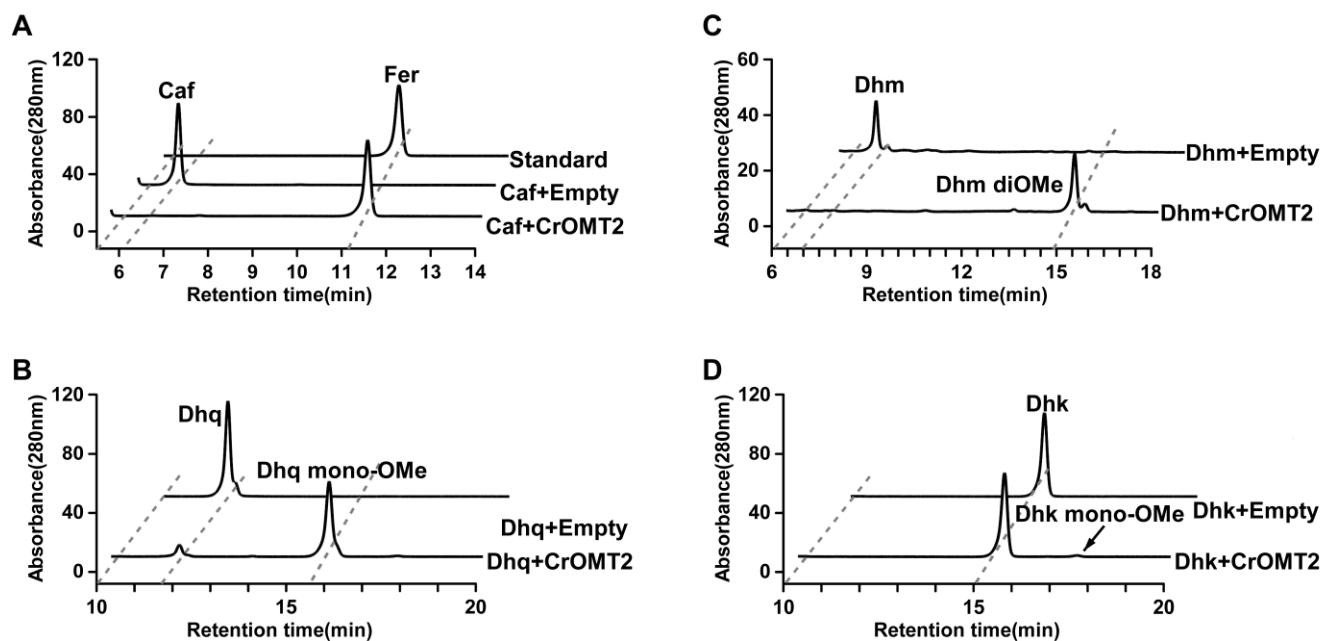 A
120
80
40
0
Absorbance(280nm)
Caf
Fer
Standard
Caf+Empty
Caf+CrOMT2
6 7 8 9 10 11 12 13 14
Retention time(min)
C
60
40
20
0
Absorbance(280nm)
Dhm
Dhm+Empty
Dhm diOMe
Dhm+CrOMT2
6 9 12 15 18
Retention time(min)
B
120
80
40
0
Absorbance(280nm)
Dhq
Dhq mono-OMe
Dhq+Empty
Dhq+CrOMT2
10 15 20
Retention time(min)
D
120
80
40
0
Absorbance(280nm)
Dhk
Dhk mono-OMe
Dhk+Empty
Dhk+CrOMT2
10 15 20
Retention time(min)